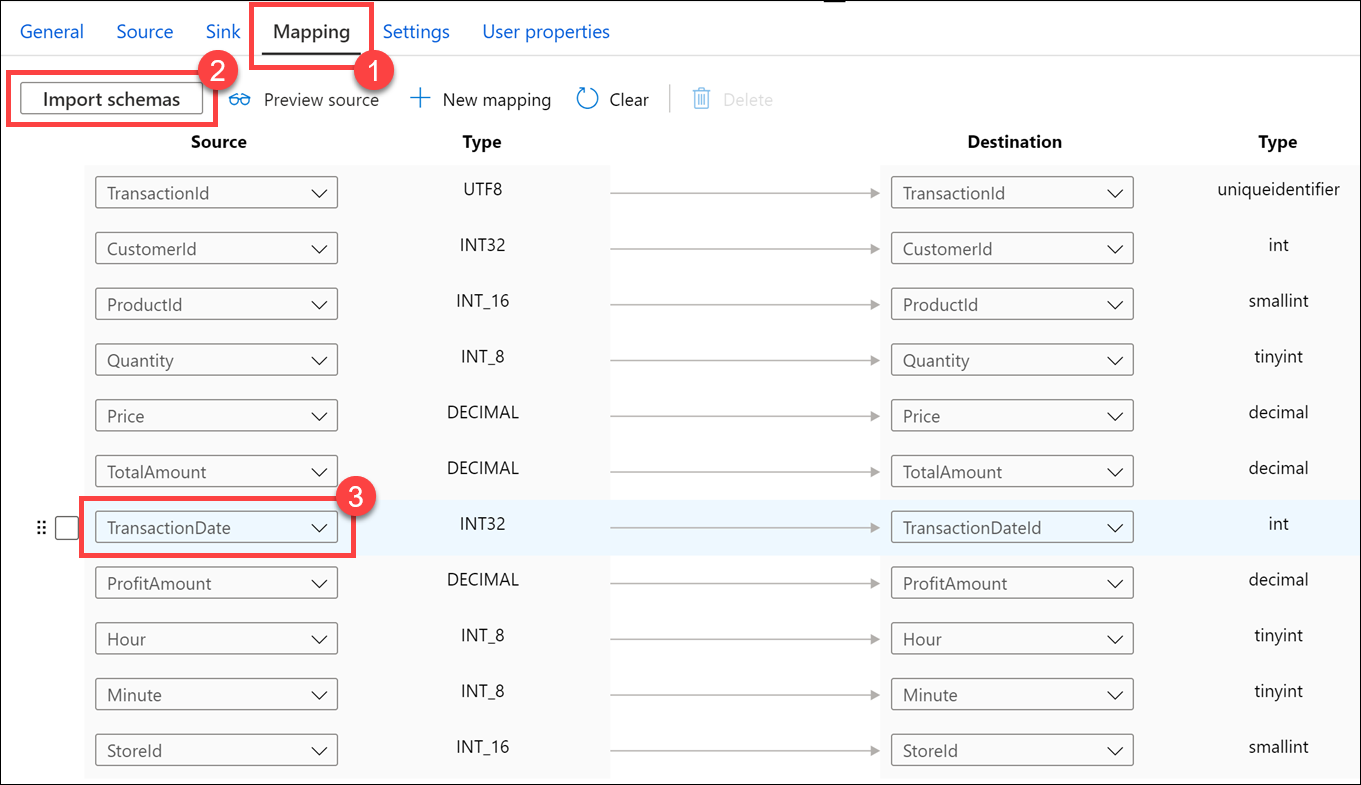 General Source Sink Mapping Settings User properties
1
2
Import schemas Preview source New mapping Clear Delete
Source Type Destination Type
TransactionId UTF8 TransactionId uniqueidentifier
CustomerId INT32 CustomerId int
ProductId INT_16 ProductId smallint
Quantity INT_8 Quantity tinyint
Price DECIMAL Price decimal
TotalAmount DECIMAL TotalAmount decimal
3
TransactionDate INT32 TransactionDateId int
ProfitAmount DECIMAL ProfitAmount decimal
Hour INT_8 Hour tinyint
Minute INT_8 Minute tinyint
StoreId INT_16 StoreId smallint